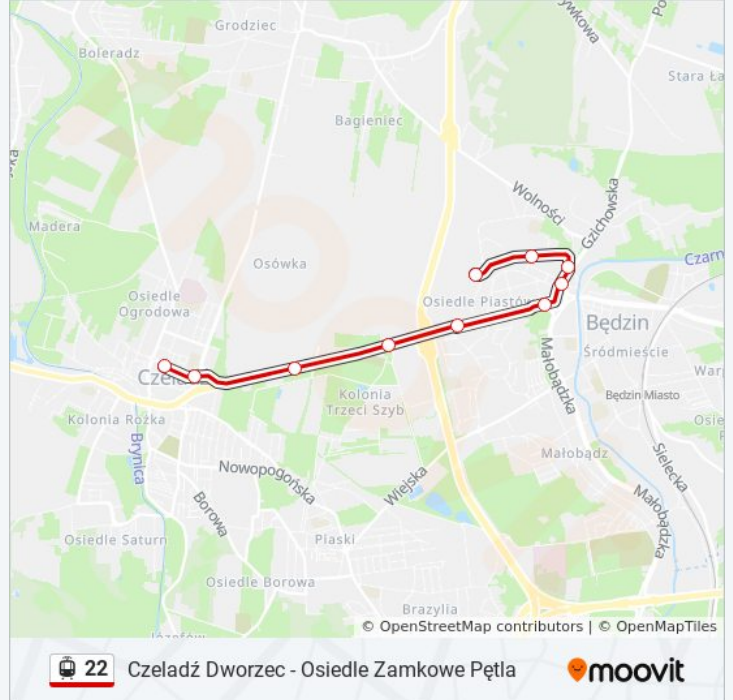 Grodziec
Boleradz
Stara Ła
Bagieniec
Wolności
Gzichowska
Madera
Osówka
Czarn
Osiedle
Ogrodowa
Osiedle Piastów
Będzin
Śródmieście
Małobądzka
Czeladź
Kolonia
Trzeci Szyb
Będzin Miasto
Kolonia Rożka
Brynica
Osie
Nowopogońska
Wiejska
Małobądz
Sielecka
Borowa
Małobądzka
Osiedle Saturn
Piaski
Osiedle Borowa
Brazylia
© OpenStreetMap contributors | © OpenMapTiles
22 Czeladź Dworzec - Osiedle Zamkowe Pętla
moovit